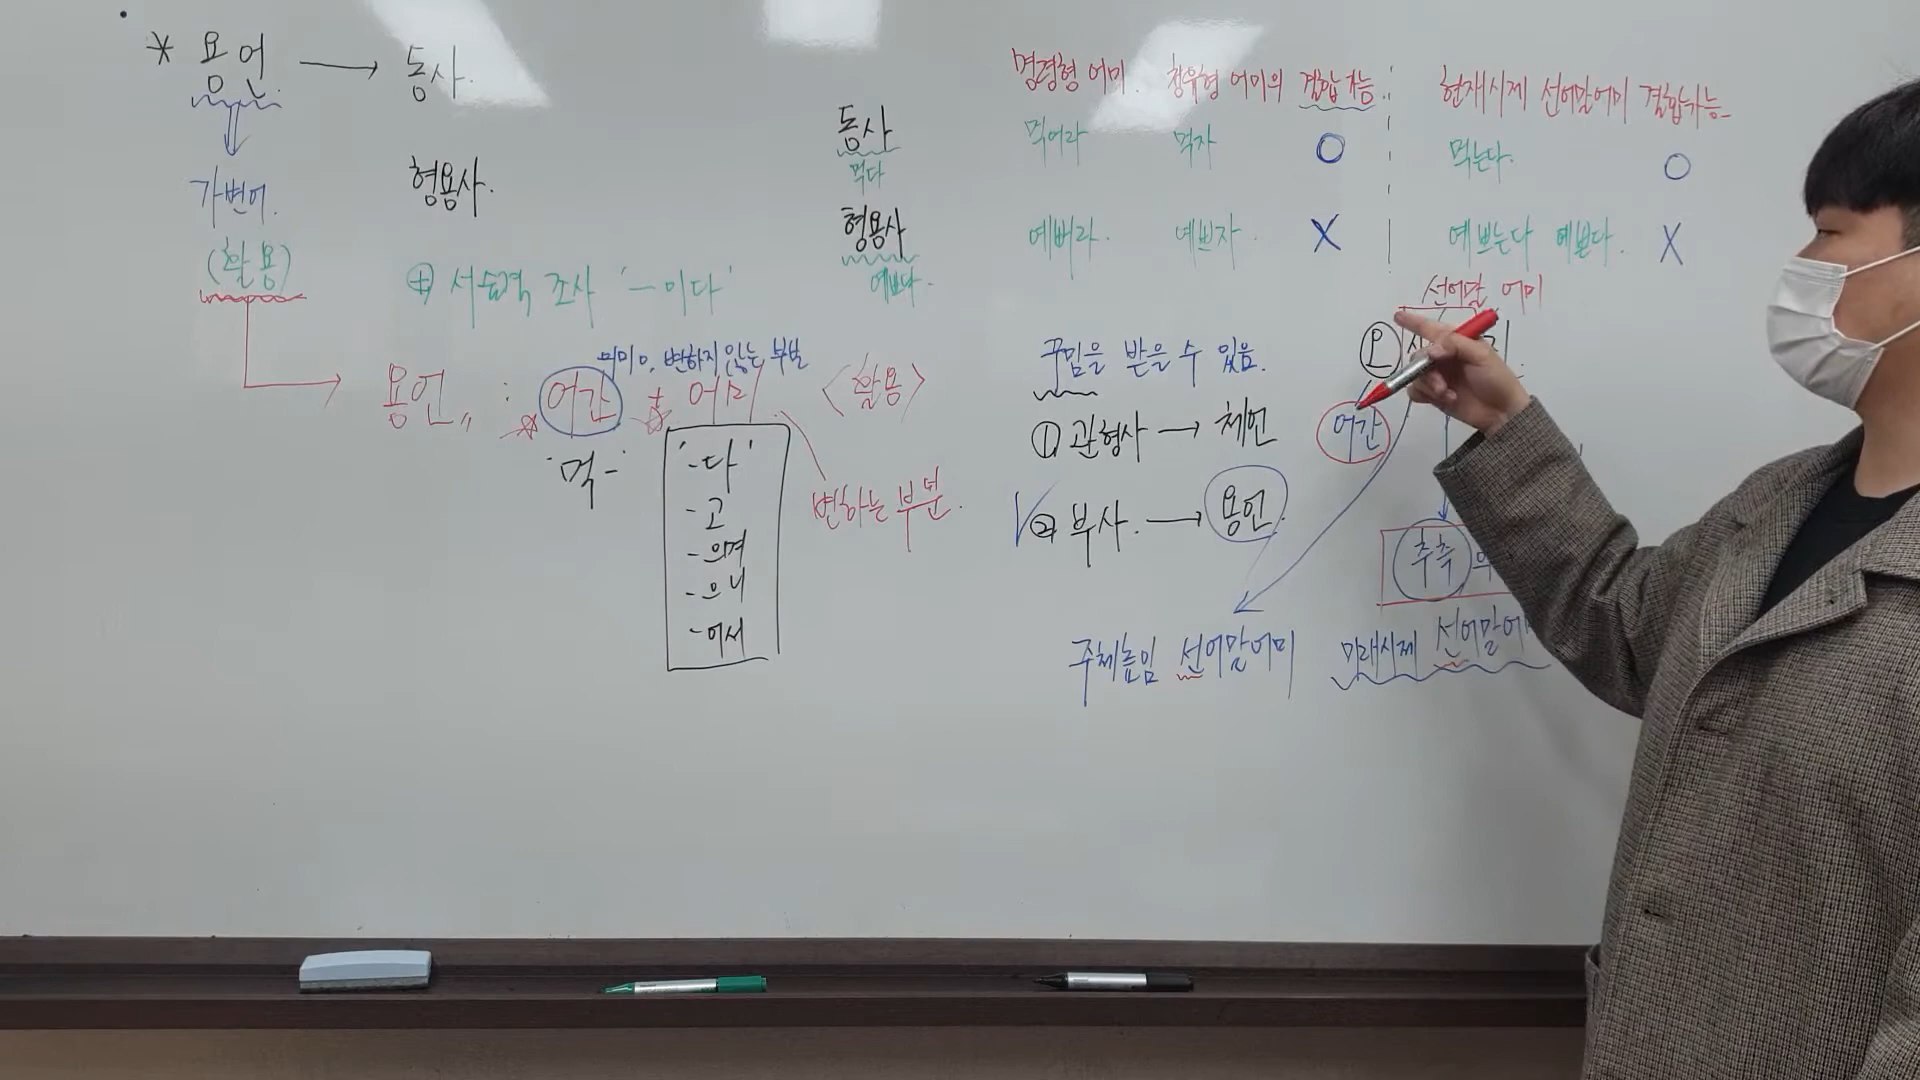 * 용언 → 동사.
가변어. 형용사.
(활용) ⊕ 서술격 조사 '-이다'
의미 O, 변하지 않는 부분
용언 : 어간 + 어미 <활용>
'먹-'
'-다'
-고
-의며
-으니
-어서
변하는 부분.
명령형 어미. 청유형 어미의 결합 가능. 현재시제 선어말어미 결합가능.
동사 먹어라 먹자 O 먹는다. O
먹다
형용사 예뻐라. 예쁘자. X 예쁘는다 예쁜다. X
예쁘다.
선어말 어미
꾸밈을 받을 수 있음.
① 관형사 → 체언
어간
② 부사. → 용언.
추측
주체높임 선어말어미
미래시제 선어말어미